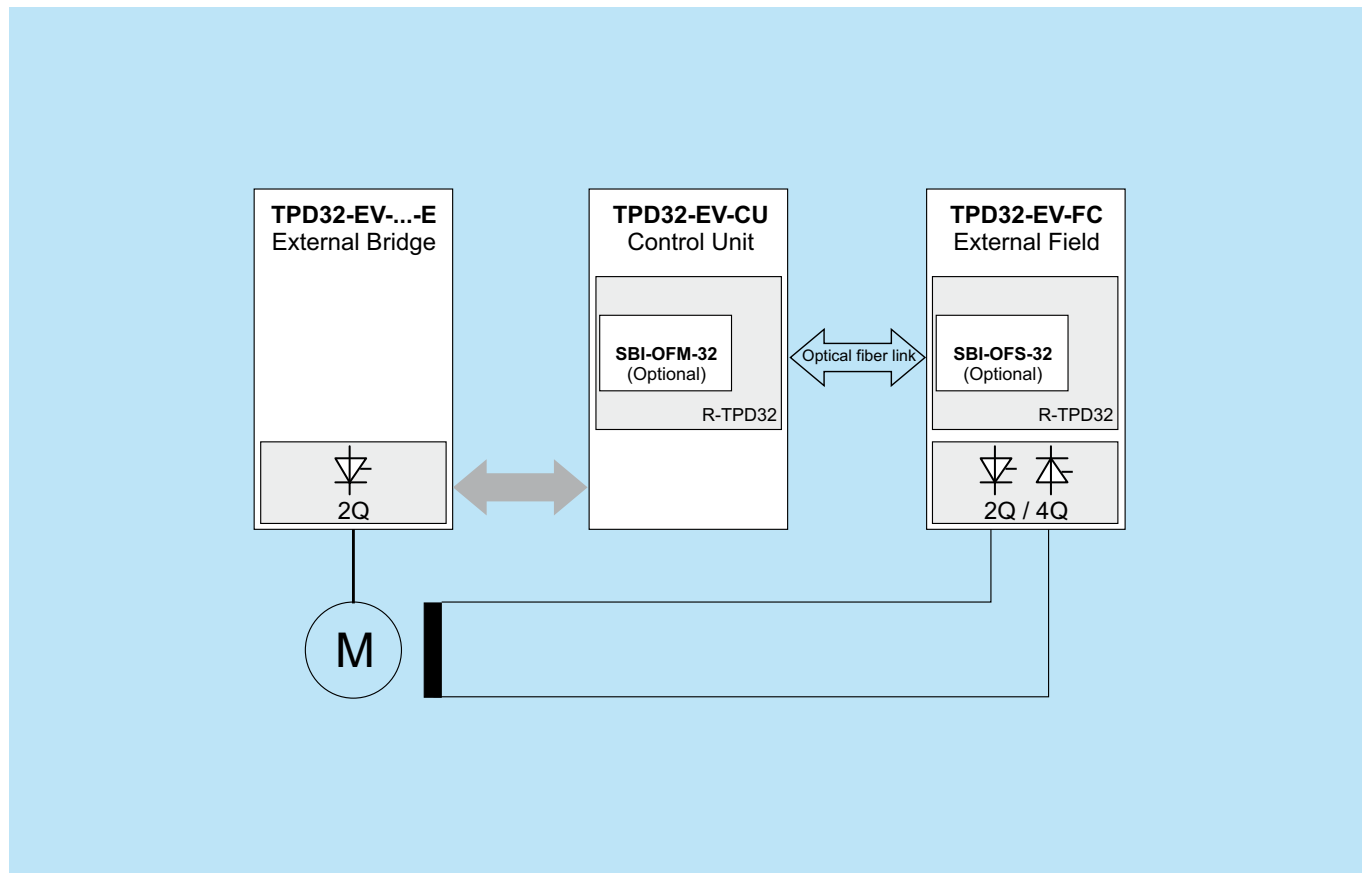 TPD32-EV-...-E
External Bridge
2Q
TPD32-EV-CU
Control Unit
SBI-OFM-32
(Optional)
R-TPD32
Optical fiber link
TPD32-EV-FC
External Field
SBI-OFS-32
(Optional)
R-TPD32
2Q / 4Q
M